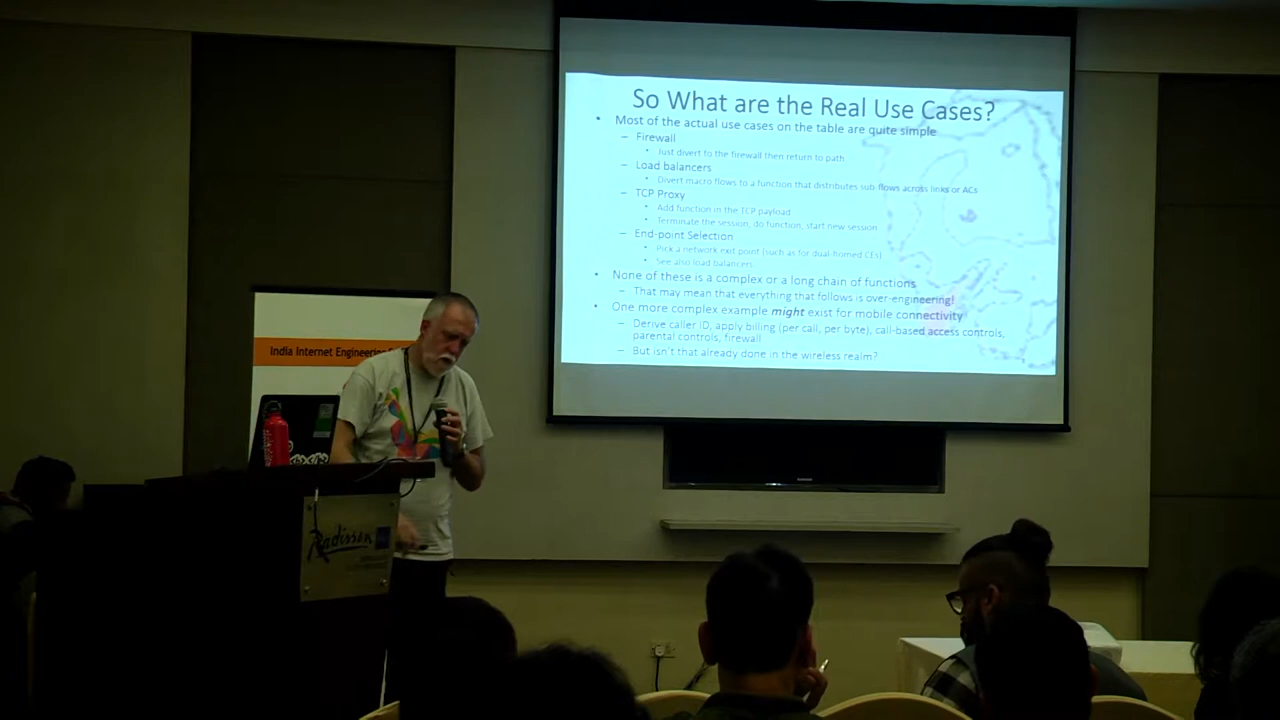 So What are the Real Use Cases?
• Most of the actual use cases on the table are quite simple
– Firewall
• Just divert to the firewall then return to path
– Load balancers
• Divert macro flows to a function that distributes sub-flows across links or ACs
– TCP Proxy
• Add function in the TCP payload
• Terminate the session, do function, start new session
– End-point Selection
• Pick a network exit point (such as for dual-homed CEs)
• See also load balancers
• None of these is a complex or a long chain of functions
– That may mean that everything that follows is over-engineering!
• One more complex example might exist for mobile connectivity
– Derive caller ID, apply billing (per call, per byte), call-based access controls,
parental controls, firewall
– But isn't that already done in the wireless realm?
India Internet Engineering
Radisson